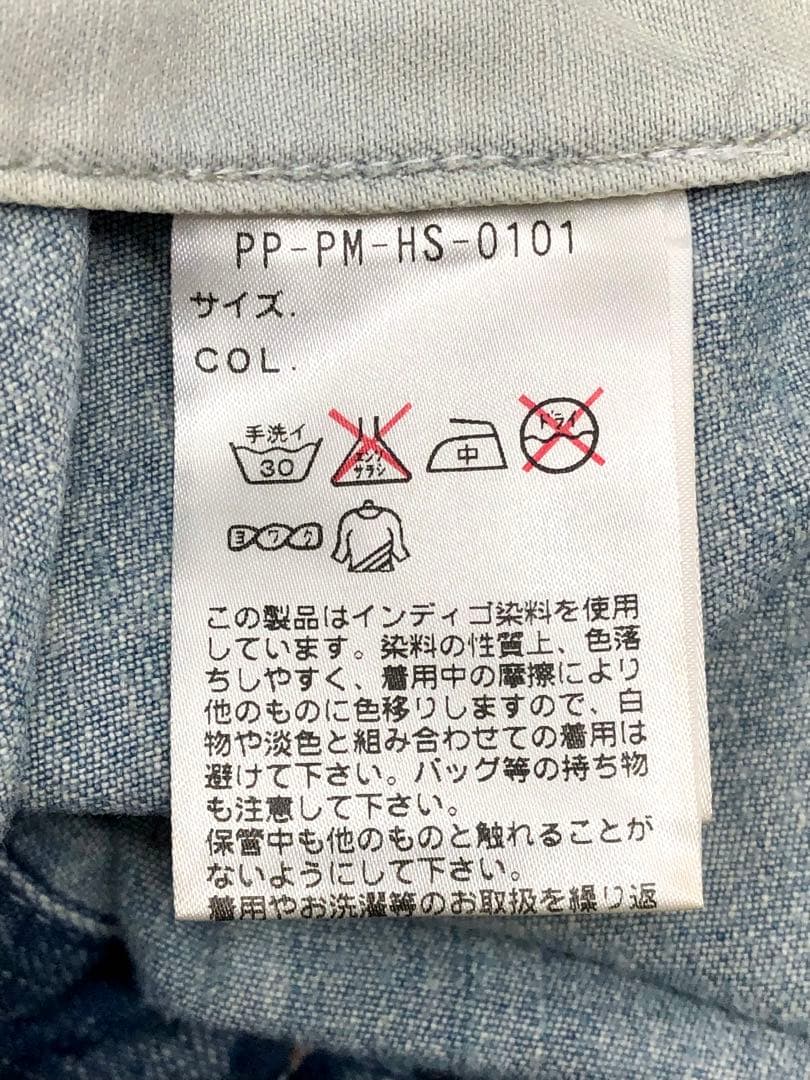 PP-PM-HS-0101
サイズ.
COL.
手洗イ
30
エンソ
サラシ
中
ドライ
ヨワク
この製品はインディゴ染料を使用
しています。染料の性質上、色落
ちしやすく、着用中の摩擦により
他のものに色移りしますので、白
物や淡色と組み合わせての着用は
避けて下さい。バッグ等の持ち物
も注意して下さい。
保管中も他のものと触れることが
ないようにして下さい。
着用やお洗濯等のお取扱を繰り返